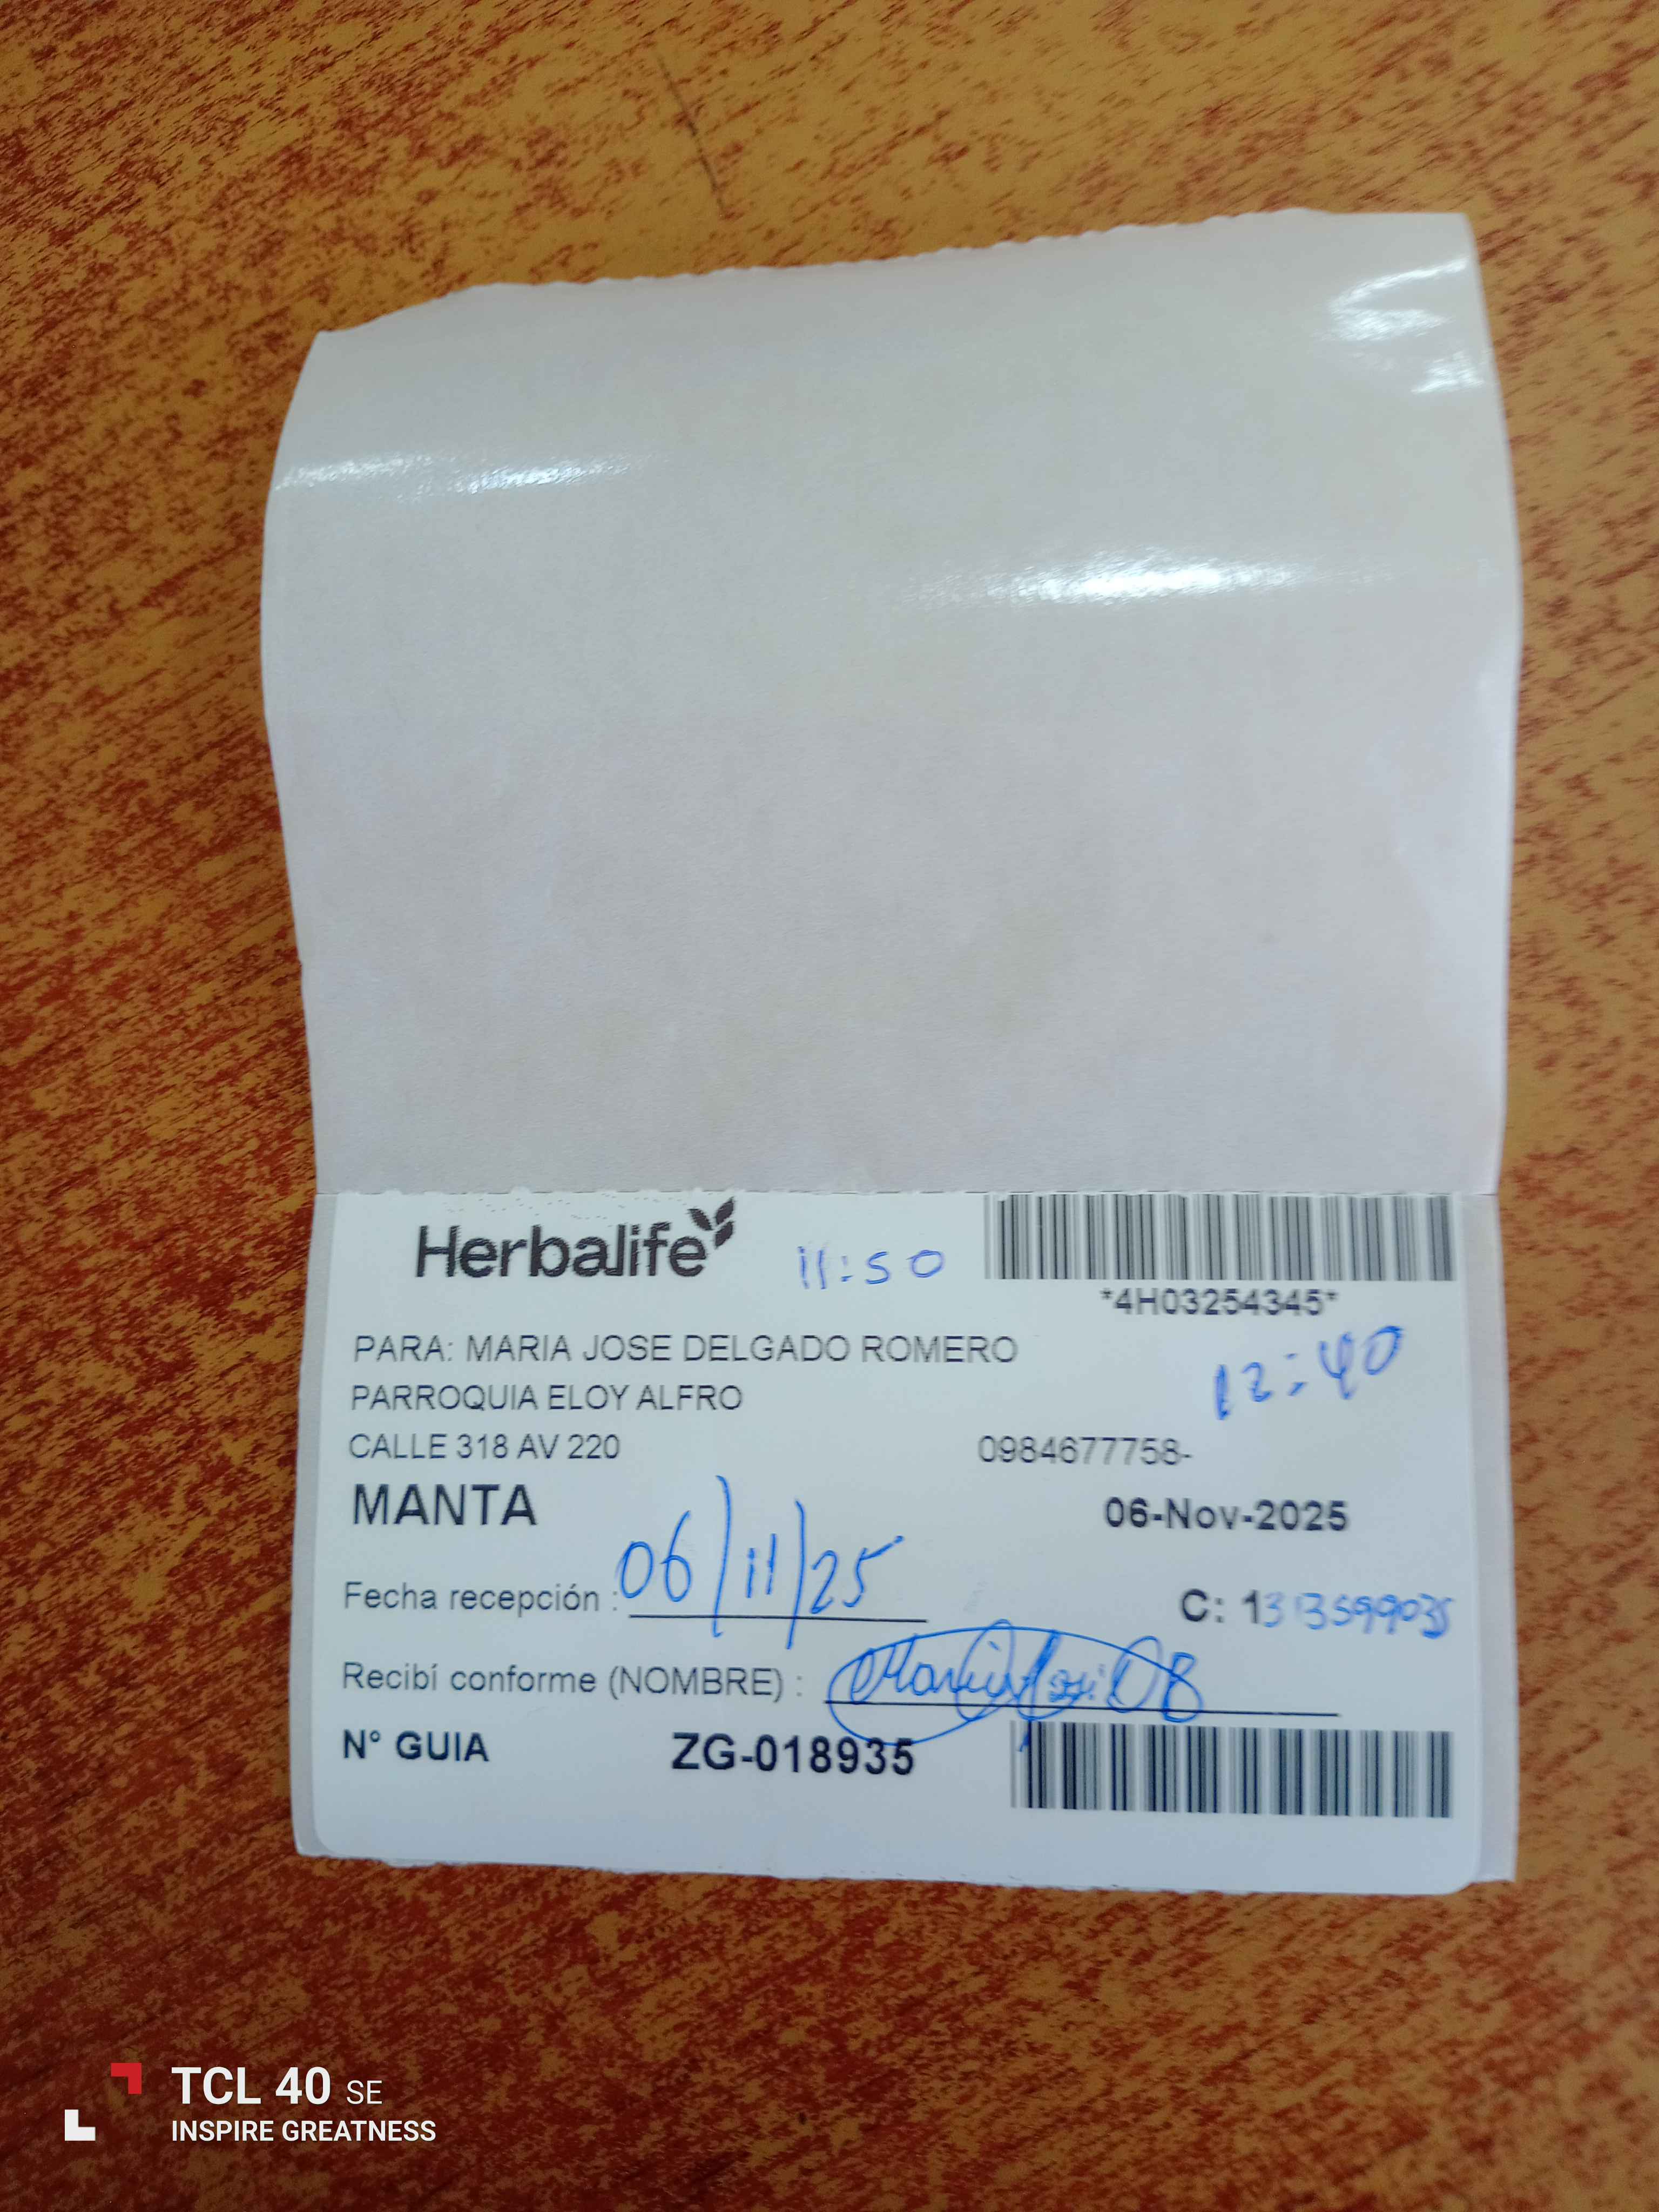 Herbalife
11:50
*4H03254345*
PARA: MARIA JOSE DELGADO ROMERO
12:40
PARROQUIA ELOY ALFRO
CALLE 318 AV 220 0984677758-
MANTA 06-Nov-2025
Fecha recepción : 06/11/25
C: 1313599035
Recibí conforme (NOMBRE) :
N° GUIA ZG-018935
TCL 40 SE
INSPIRE GREATNESS